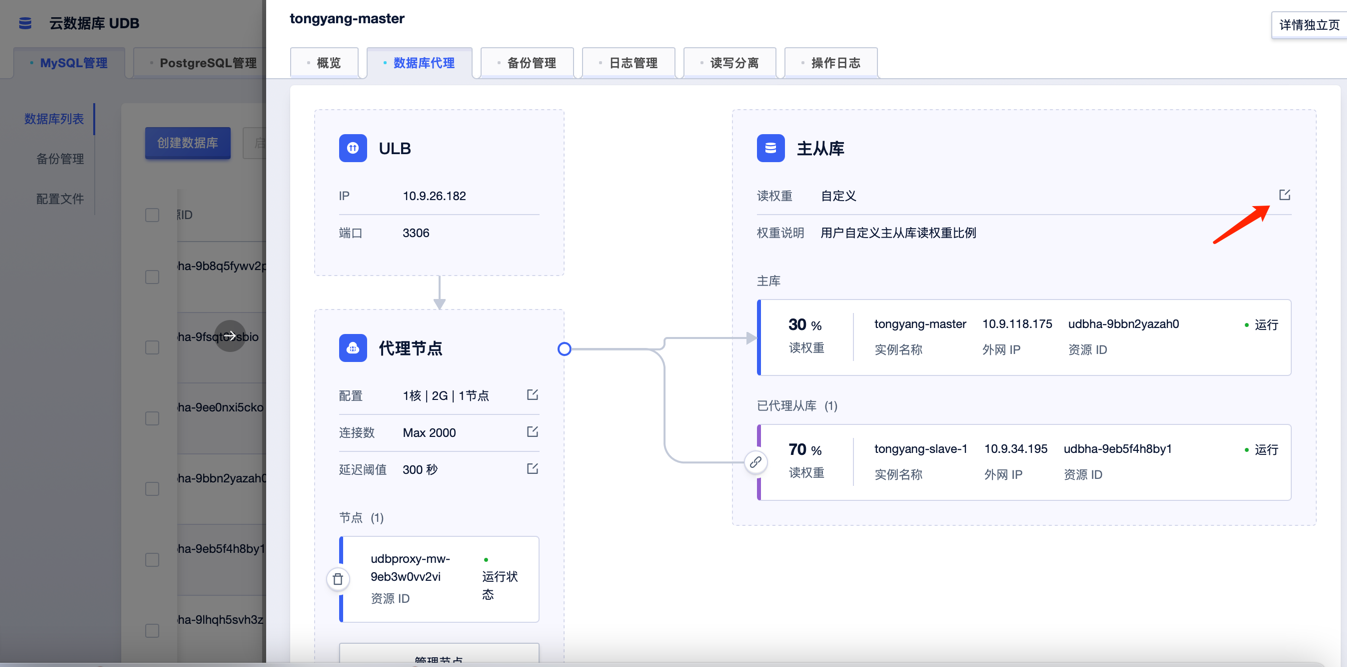 云数据库 UDB
MySQL管理
PostgreSQL管理
数据库列表
备份管理
配置文件
创建数据库
启
源ID
ha-9b8q5fywv2p
ha-9ee0nxi5cko
ha-9bbn2yazah0
ha-9eb5f4h8by1
ha-9lhqh5svh3z
tongyang-master
详情独立页
概览
数据库代理
备份管理
日志管理
读写分离
操作日志
ULB
IP 10.9.26.182
端口 3306
代理节点
配置 1核 | 2G | 1节点
连接数 Max 2000
延迟阈值 300 秒
节点 (1)
udbproxy-mw-
9eb3w0vv2vi
资源 ID
运行状
态
管理节点
主从库
读权重 自定义
权重说明 用户自定义主从库读权重比例
主库
30 %
读权重
tongyang-master 10.9.118.175 udbha-9bbn2yazah0
实例名称 外网 IP 资源 ID
运行
已代理从库 (1)
70 %
读权重
tongyang-slave-1 10.9.34.195 udbha-9eb5f4h8by1
实例名称 外网 IP 资源 ID
运行